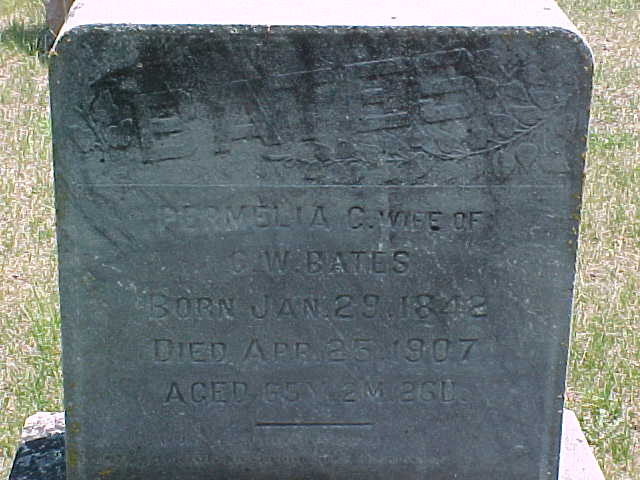 BATES
PERMELIA C. WIFE OF
G.W. BATES
BORN JAN. 29. 1842
DIED APR. 25. 1907
AGED 65Y. 2M. 26D.